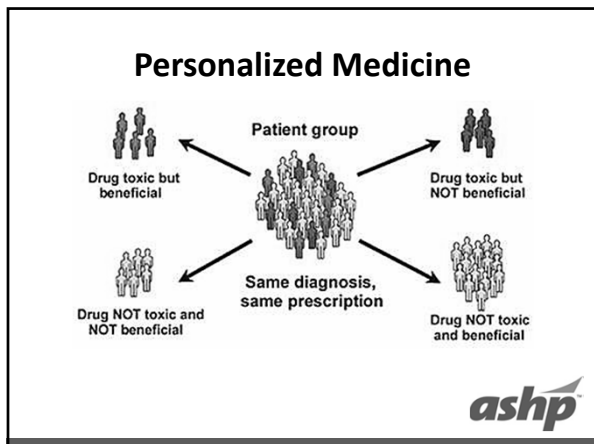 Personalized Medicine
Patient group
Drug toxic but
beneficial
Drug toxic but
NOT beneficial
Same diagnosis,
same prescription
Drug NOT toxic and
NOT beneficial
Drug NOT toxic
and beneficial
ashp